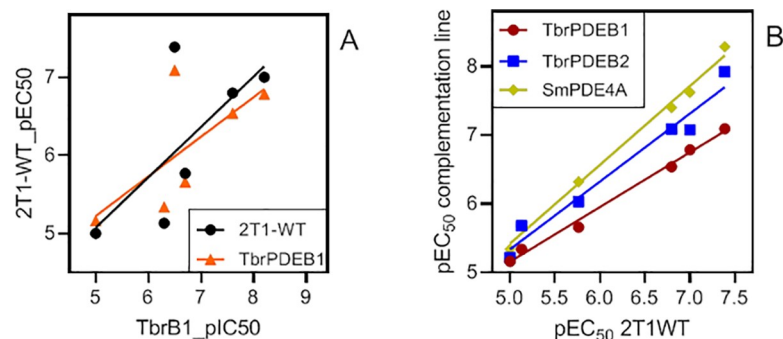 A
2T1-WT_pEC50
7
6
5
2T1-WT
TbrPDEB1
5 6 7 8 9
TbrB1_pIC50
B
pEC50 complementation line
TbrPDEB1
TbrPDEB2
SmPDE4A
8
7
6
5
5.0 5.5 6.0 6.5 7.0 7.5
pEC50 2T1WT